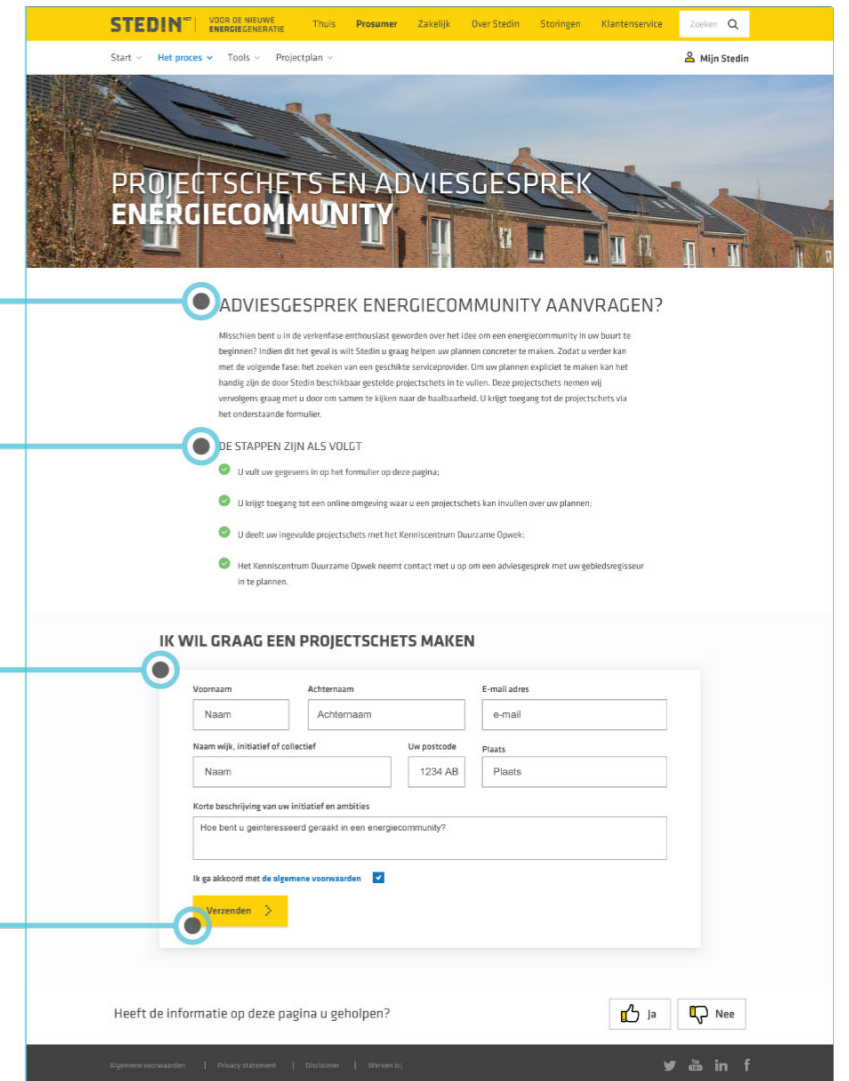 STEDIN NET
VOOR DE NIEUWE
ENERGIEGENERATIE
Thuis
Prosumer
Zakelijk
Over Stedin
Storingen
Klantenservice
Zoeken
Start
Het proces
Tools
Projectplan
Mijn Stedin
PROJECTSCHETS EN ADVIESGESPREK
ENERGIECOMMUNITY
ADVIESGESPREK ENERGIECOMMUNITY AANVRAGEN?
Misschien bent u in de verkenfase enthouslast geworden over het idee om een energiecommunity in uw buurt te
beginnen? Indien dit het geval is wilt Stedin u graag helpen uw plannen concreter te maken. Zodat u verder kan
met de volgende fase: het zoeken van een geschikte serviceprovider. Om uw plannen expliciet te maken kan het
handig zijn de door Stedin beschikbaar gestelde projectschets in te vullen. Deze projectschets nemen wij
vervolgens graag met u door om samen te kijken naar de haalbaarheid. U krijgt toegang tot de projectschets via
het onderstaande formulier.
DE STAPPEN ZIJN ALS VOLGT
U vult uw gegevens in op het formulier op deze pagina;
U krijgt toegang tot een online omgeving waar u een projectschets kan invullen over uw plannen;
U deelt uw ingevulde projectschets met het Kenniscentrum Duurzame Opwek;
Het Kenniscentrum Duurzame Opwek neemt contact met u op om een adviesgesprek met uw gebiedsregisseur
in te plannen.
IK WIL GRAAG EEN PROJECTSCHETS MAKEN
Voornaam
Achternaam
E-mail adres
Naam
Achternaam
e-mail
Naam wijk, initiatief of collectief
Uw postcode
Plaats
Naam
1234 AB
Plaats
Korte beschrijving van uw initiatief en ambities
Hoe bent u geinteresseerd geraakt in een energiecommunity?
Ik ga akkoord met de algemene voorwaarden
Verzenden
Heeft de informatie op deze pagina u geholpen?
Ja
Nee
Algemene voorwaarden | Privacy statement | Disclaimer | Werken bij